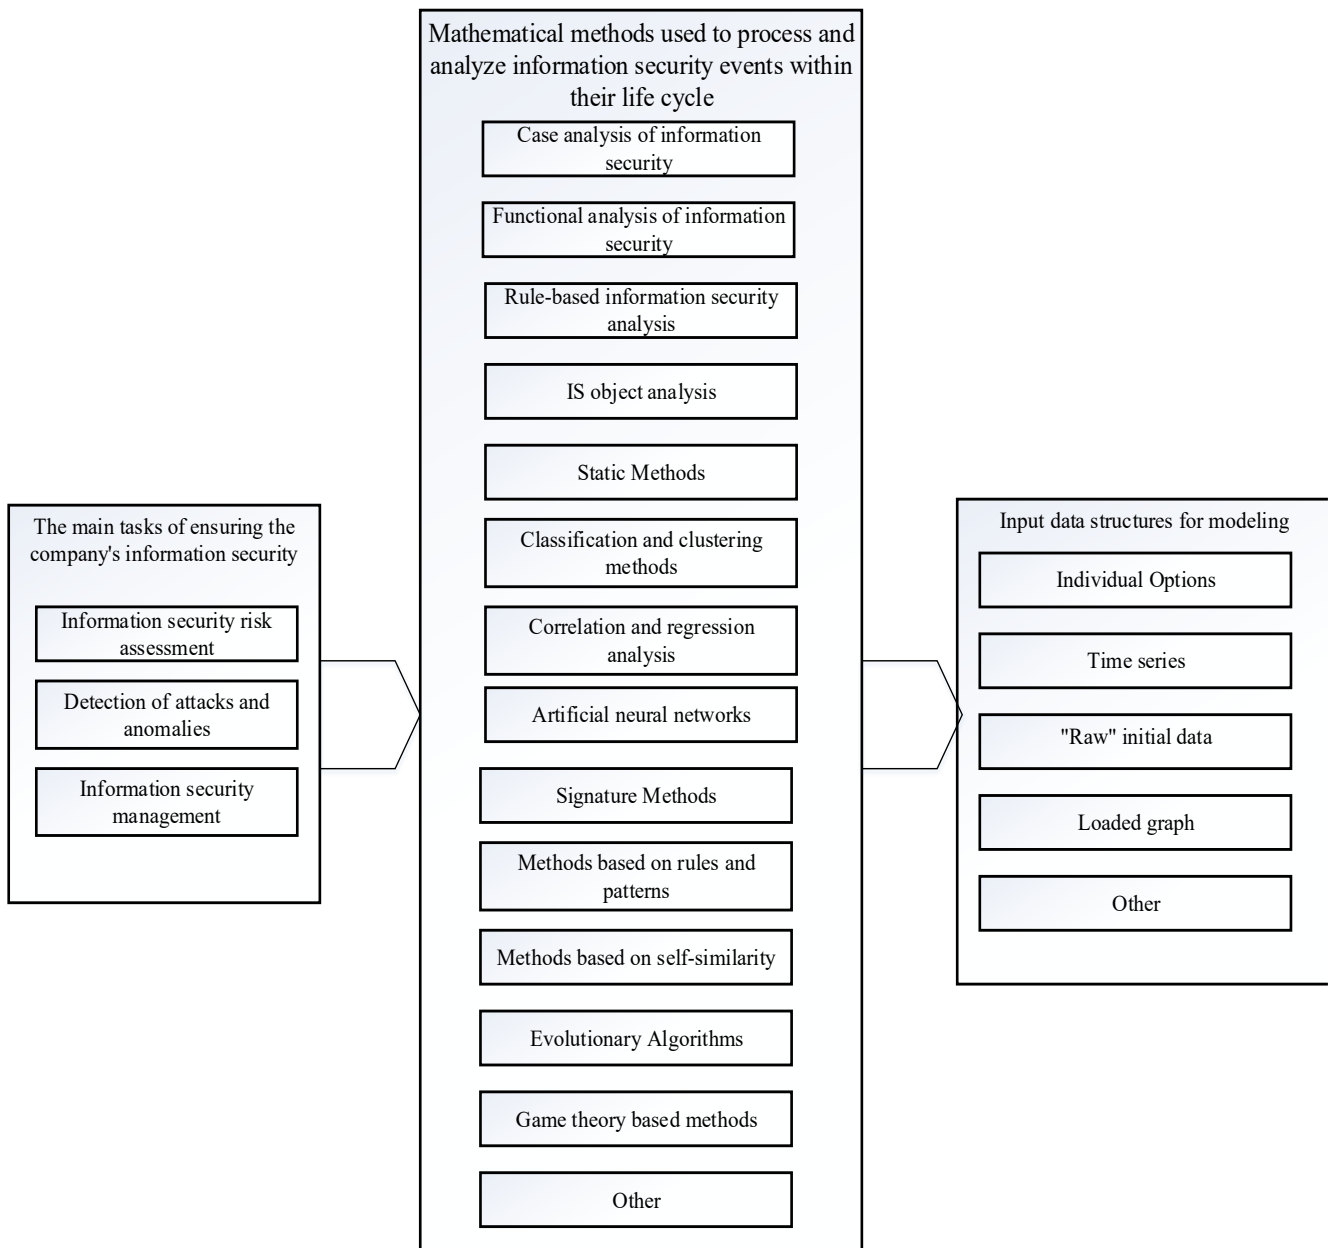 Mathematical methods used to process and
analyze information security events within
their life cycle
Case analysis of information
security
Functional analysis of information
security
Rule-based information security
analysis
IS object analysis
Static Methods
Classification and clustering
methods
Correlation and regression
analysis
Artificial neural networks
Signature Methods
Methods based on rules and
patterns
Methods based on self-similarity
Evolutionary Algorithms
Game theory based methods
Other
The main tasks of ensuring the
company's information security
Information security risk
assessment
Detection of attacks and
anomalies
Information security
management
Input data structures for modeling
Individual Options
Time series
"Raw" initial data
Loaded graph
Other